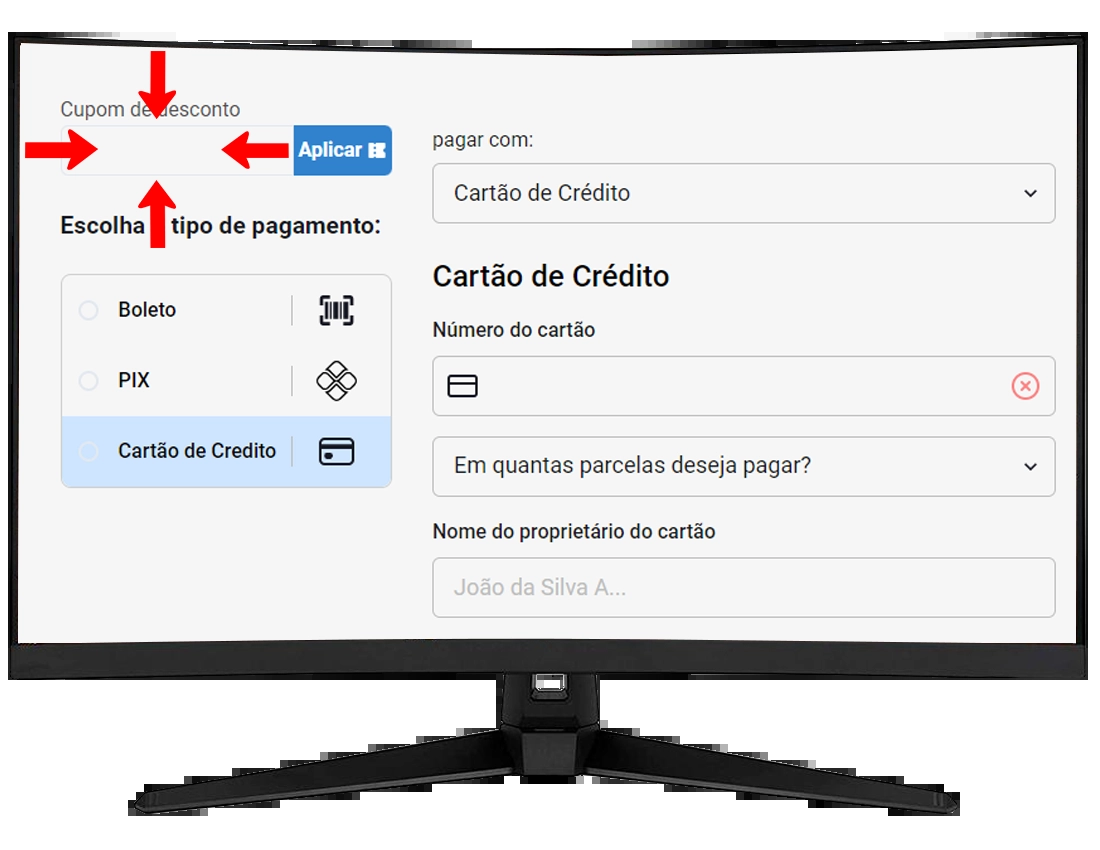 Cupom de desconto
Aplicar
Escolha tipo de pagamento:
Boleto
PIX
Cartão de Credito
pagar com:
Cartão de Crédito
Cartão de Crédito
Número do cartão
Em quantas parcelas deseja pagar?
Nome do proprietário do cartão
João da Silva A...